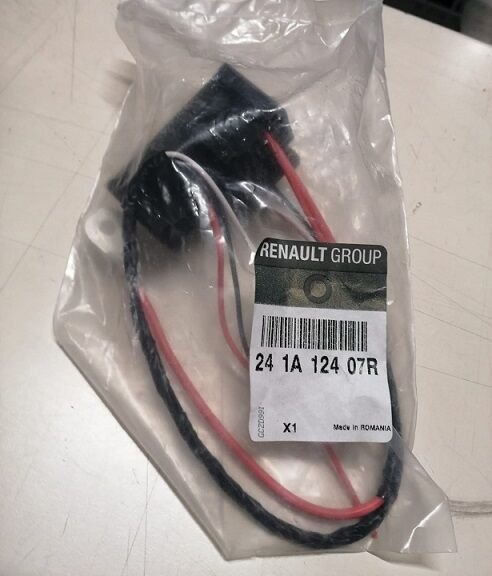 RENAULT GROUP
24 1A 124 07R
X1
Made in ROMANIA